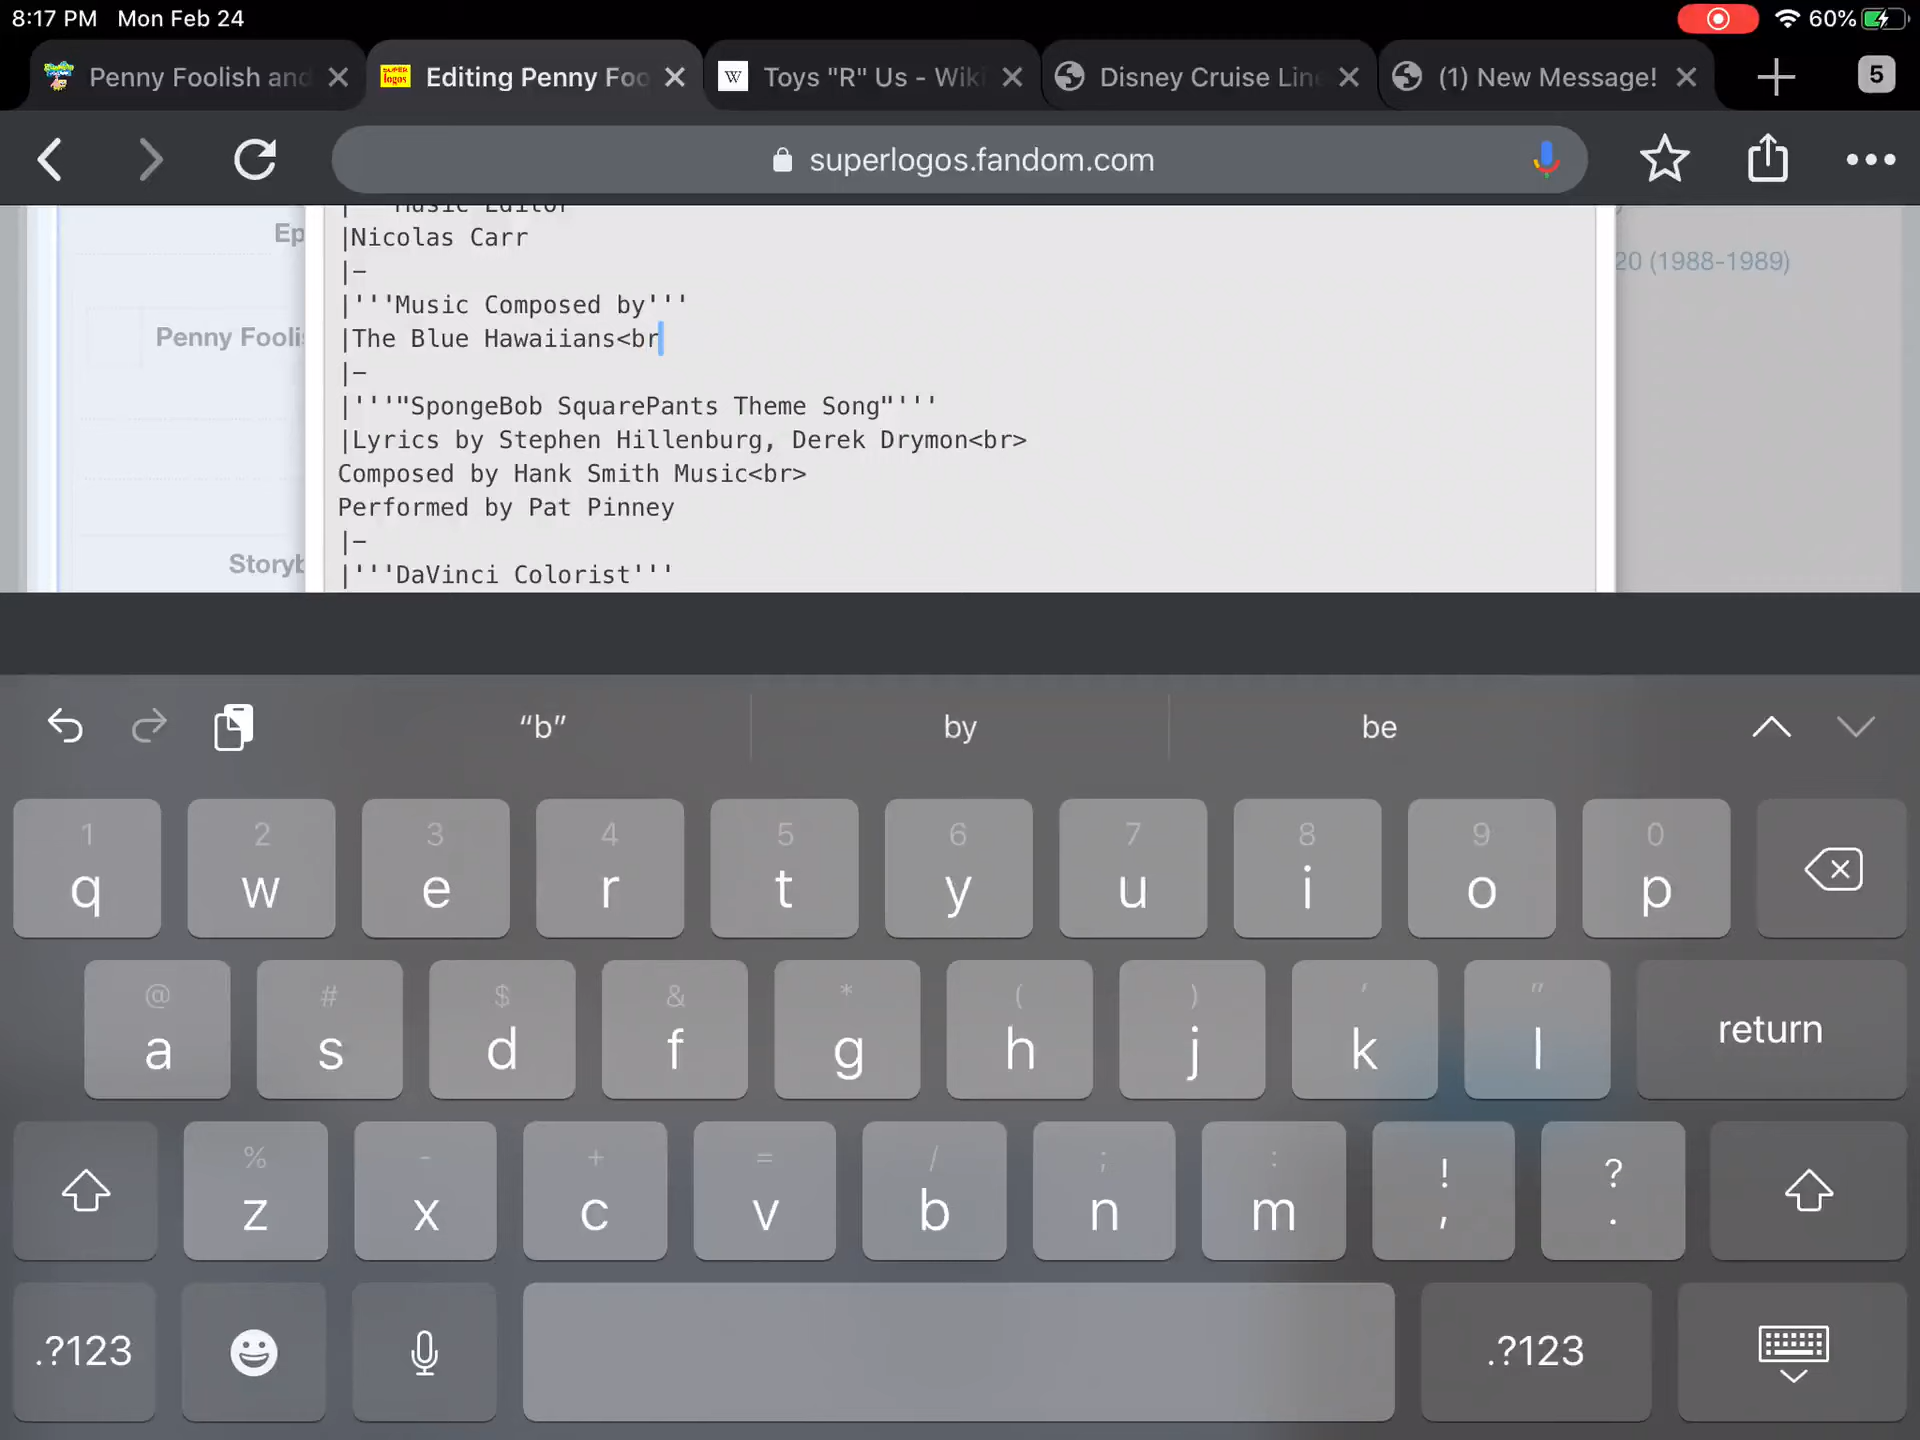 8:17 PM Mon Feb 24
60%
Penny Foolish and
Editing Penny Foo
W Toys "R" Us - Wiki
Disney Cruise Line
(1) New Message!
5
superlogos.fandom.com
|'''Music Editor'''
Ep
|Nicolas Carr
20 (1988-1989)
|-
|'''Music Composed by'''
Penny Foolis
|The Blue Hawaiians<br
|-
|'''"SpongeBob SquarePants Theme Song"'''
|Lyrics by Stephen Hillenburg, Derek Drymon<br>
Composed by Hank Smith Music<br>
Performed by Pat Pinney
|-
Storyb
|'''DaVinci Colorist'''
“b” by be
1 2 3 4 5 6 7 8 9 0
q w e r t y u i o p
@ # $ & * ( ) ' "
a s d f g h j k l return
% - + = / ; : ! ?
z x c v b n m , .
.?123 .?123